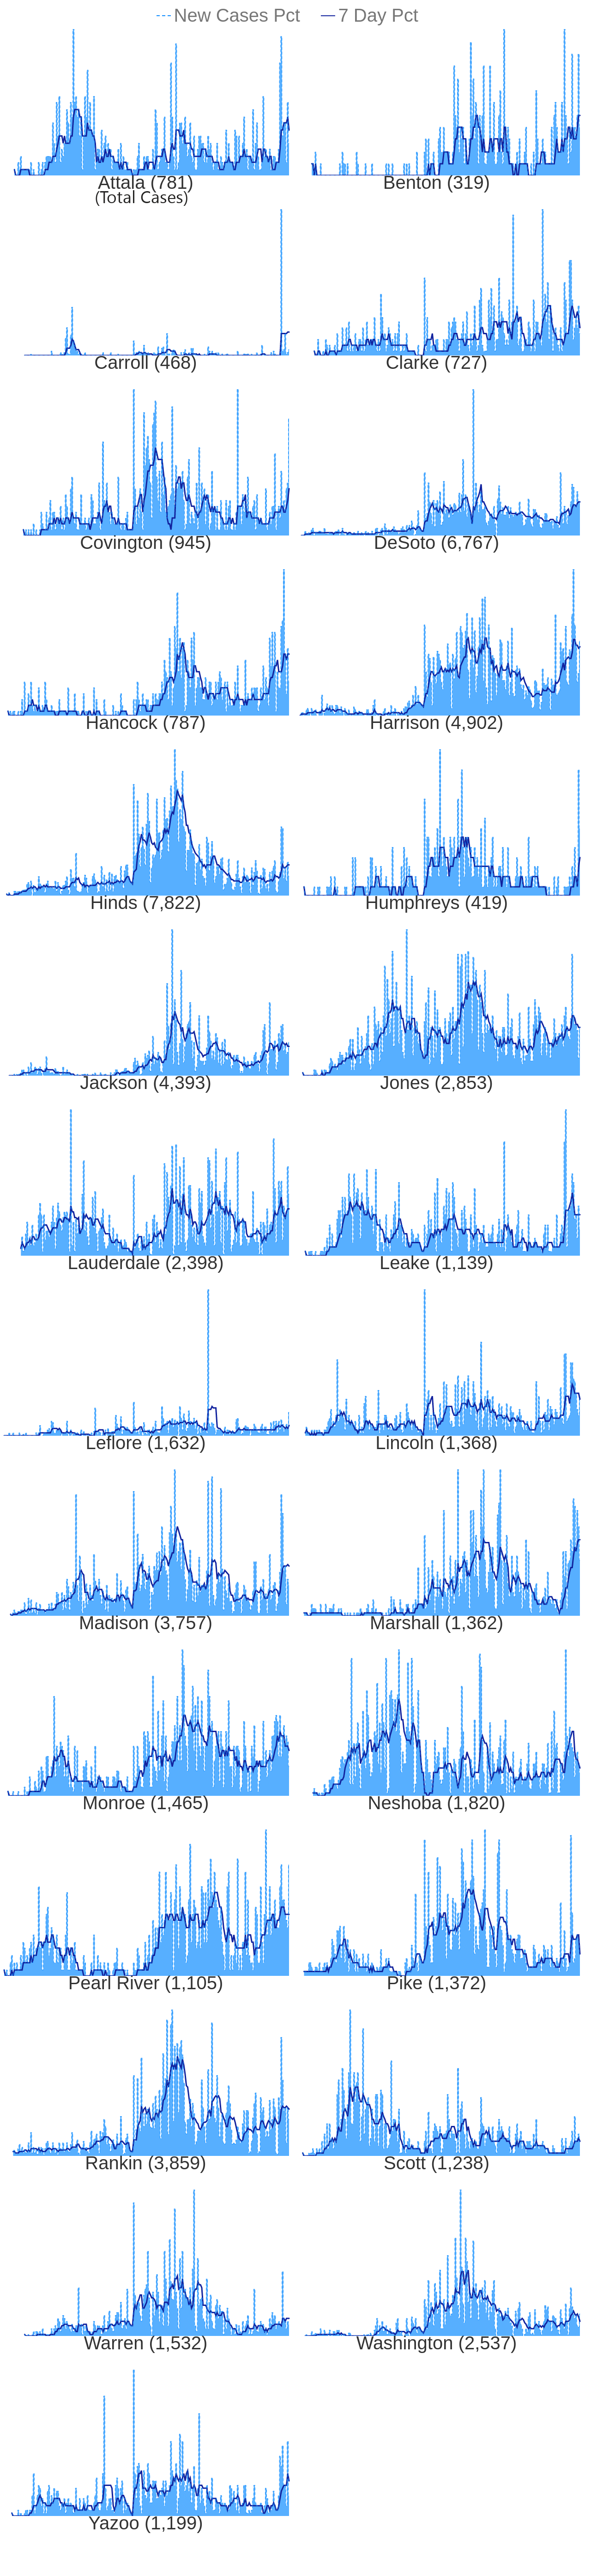 New Cases Pct 7 Day Pct
Attala (781)
(Total Cases)
Benton (319)
Carroll (468)
Clarke (727)
Covington (945)
DeSoto (6,767)
Hancock (787)
Harrison (4,902)
Hinds (7,822)
Humphreys (419)
Jackson (4,393)
Jones (2,853)
Lauderdale (2,398)
Leake (1,139)
Leflore (1,632)
Lincoln (1,368)
Madison (3,757)
Marshall (1,362)
Monroe (1,465)
Neshoba (1,820)
Pearl River (1,105)
Pike (1,372)
Rankin (3,859)
Scott (1,238)
Warren (1,532)
Washington (2,537)
Yazoo (1,199)